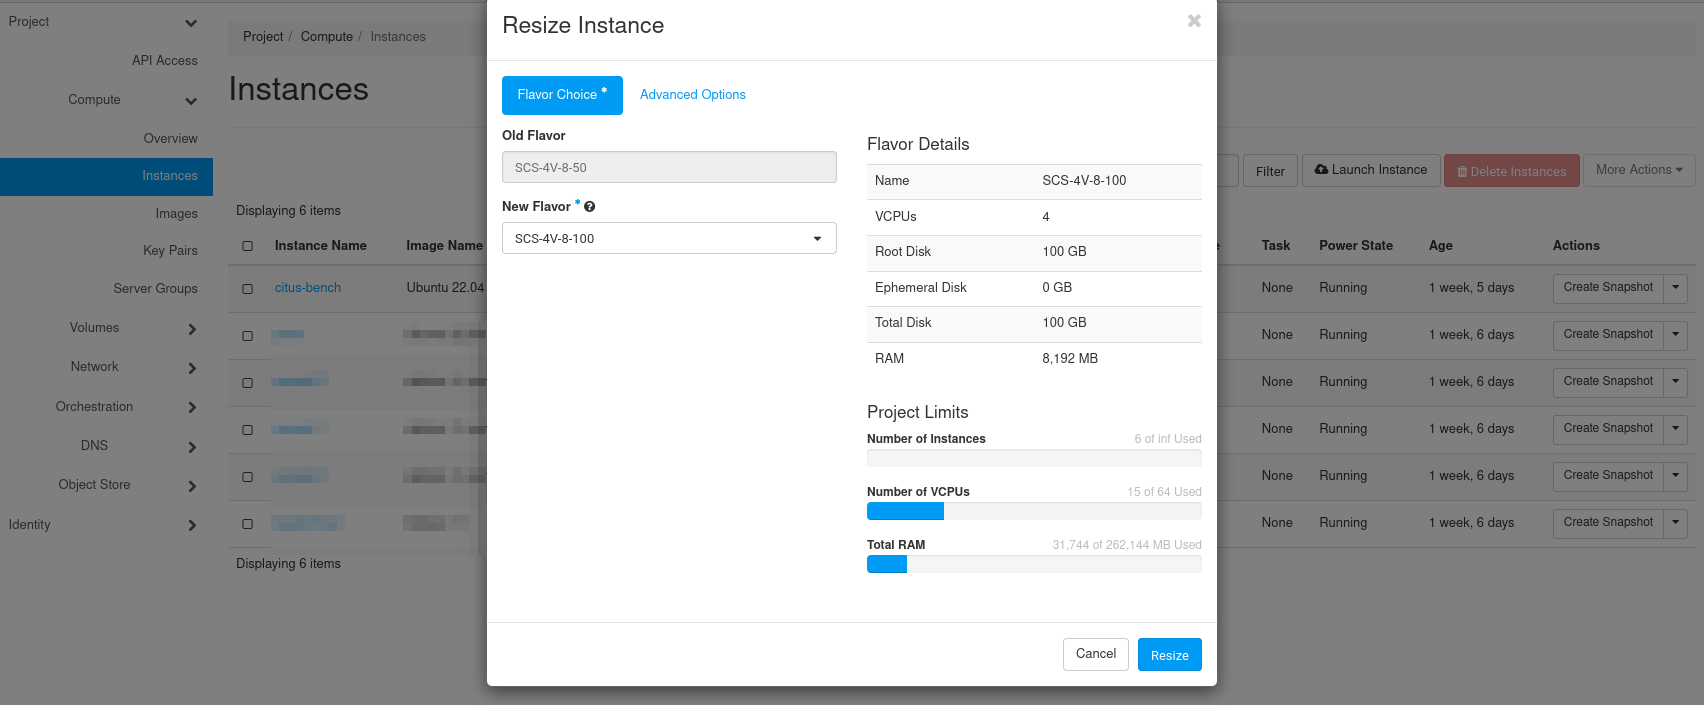 Project
API Access
Compute
Overview
Instances
Images
Key Pairs
Server Groups
Volumes
Network
Orchestration
DNS
Object Store
Identity
Project / Compute / Instances
Instances
Filter
Launch Instance
Delete Instances
More Actions
Displaying 6 items
Instance Name Image Name Task Power State Age Actions
citus-bench Ubuntu 22.04 None Running 1 week, 5 days Create Snapshot
None Running 1 week, 6 days Create Snapshot
None Running 1 week, 6 days Create Snapshot
None Running 1 week, 6 days Create Snapshot
None Running 1 week, 6 days Create Snapshot
None Running 1 week, 6 days Create Snapshot
Displaying 6 items
Resize Instance
Flavor Choice * Advanced Options
Old Flavor
SCS-4V-8-50
New Flavor *
SCS-4V-8-100
Flavor Details
Name SCS-4V-8-100
VCPUs 4
Root Disk 100 GB
Ephemeral Disk 0 GB
Total Disk 100 GB
RAM 8,192 MB
Project Limits
Number of Instances 6 of inf Used
Number of VCPUs 15 of 64 Used
Total RAM 31,744 of 262,144 MB Used
Cancel Resize